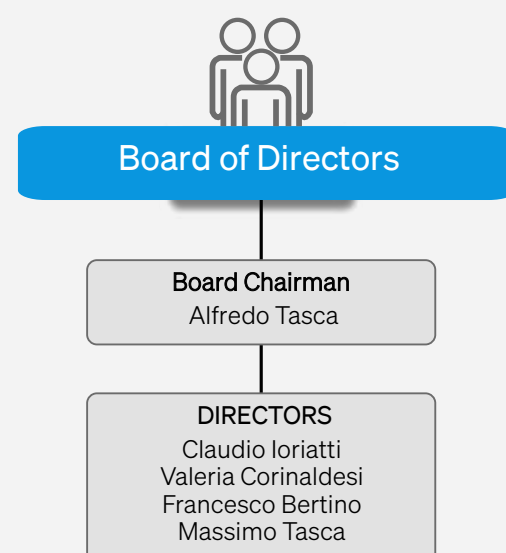 Board of Directors
Board Chairman
Alfredo Tasca
DIRECTORS
Claudio Ioriatti
Valeria Corinaldesi
Francesco Bertino
Massimo Tasca